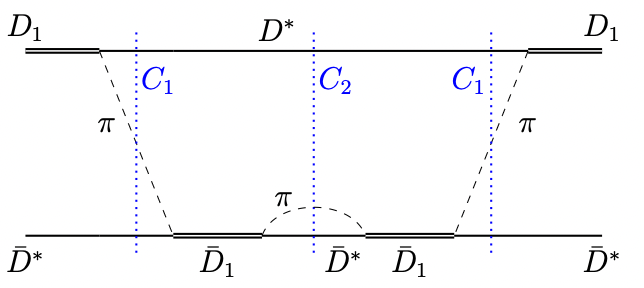 D₁ D* D₁
C₁ C₂ C₁
π π
π
D̄₁ D̄* D̄₁
D̄* D̄*